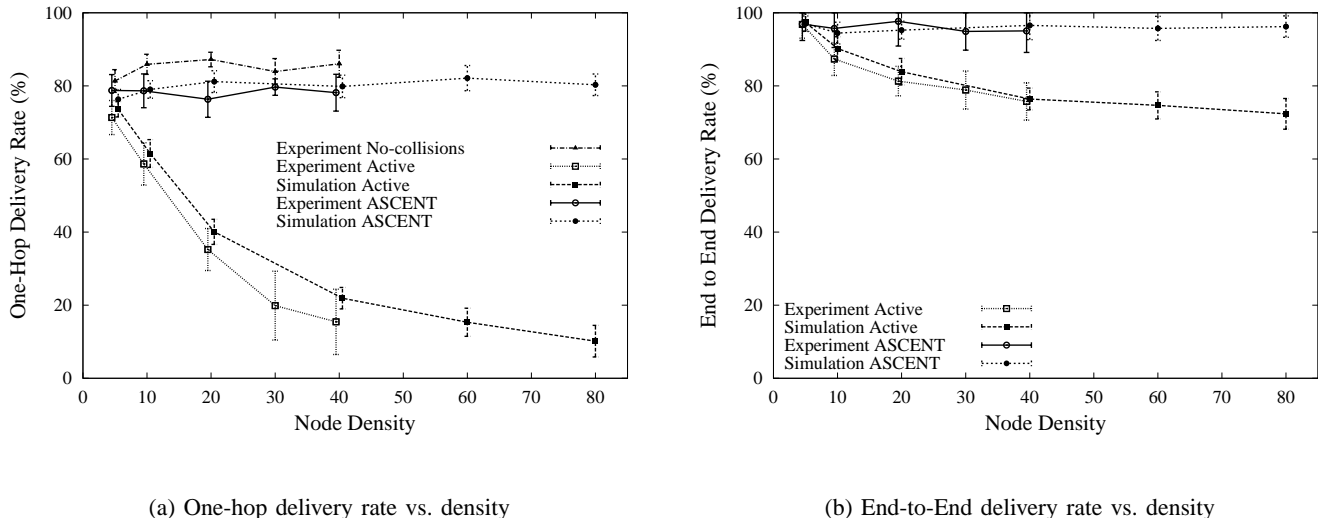 100
80
60
40
20
0
One-Hop Delivery Rate (%)
Experiment No-collisions
Experiment Active
Simulation Active
Experiment ASCENT
Simulation ASCENT
0 10 20 30 40 50 60 70 80
Node Density
(a) One-hop delivery rate vs. density
100
80
60
40
20
0
End to End Delivery Rate (%)
Experiment Active
Simulation Active
Experiment ASCENT
Simulation ASCENT
0 10 20 30 40 50 60 70 80
Node Density
(b) End-to-End delivery rate vs. density